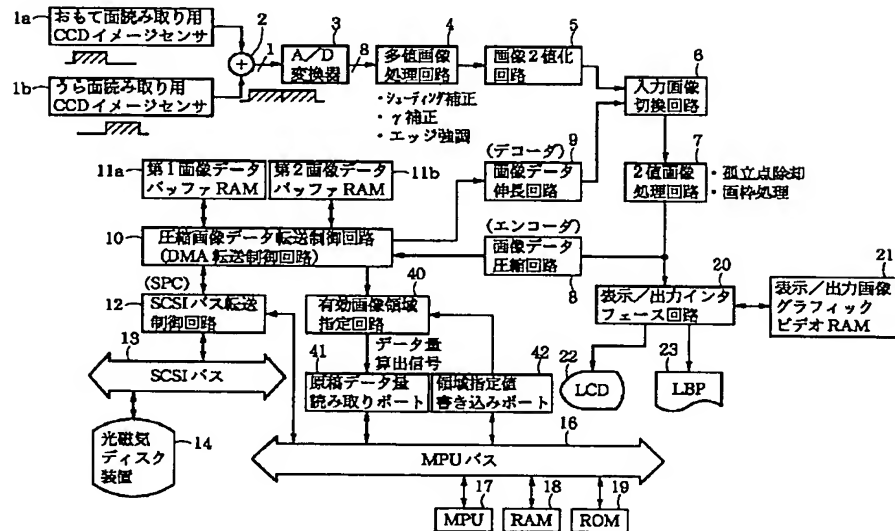 1a
おもて面読み取り用
CCDイメージセンサ
1b
うら面読み取り用
CCDイメージセンサ
2
1
3
A/D
変換器
8
4
多値画像
処理回路
・シューディング補正
・γ補正
・エッジ強調
5
画像2値化
回路
6
入力画像
切換回路
7
2値画像
処理回路
・孤立点除却
・画枠処理
(デコーダ)
9
画像データ
伸長回路
(エンコーダ)
画像データ
圧縮回路
8
11a
第1画像データ
バッファRAM
第2画像データ
バッファRAM
11b
10
圧縮画像データ転送制御回路
(DMA転送制御回路)
(SPC)
12
SCSIバス転送
制御回路
13
SCSIバス
光磁気
ディスク
装置
14
40
有効画像領域
指定回路
データ量
算出信号
41
原稿データ量
読み取りポート
42
領域指定値
書き込みポート
20
表示/出力インタ
フェース回路
21
表示/出力画像
グラフィック
ビデオRAM
22
LCD
23
LBP
16
MPUバス
17
MPU
18
RAM
19
ROM